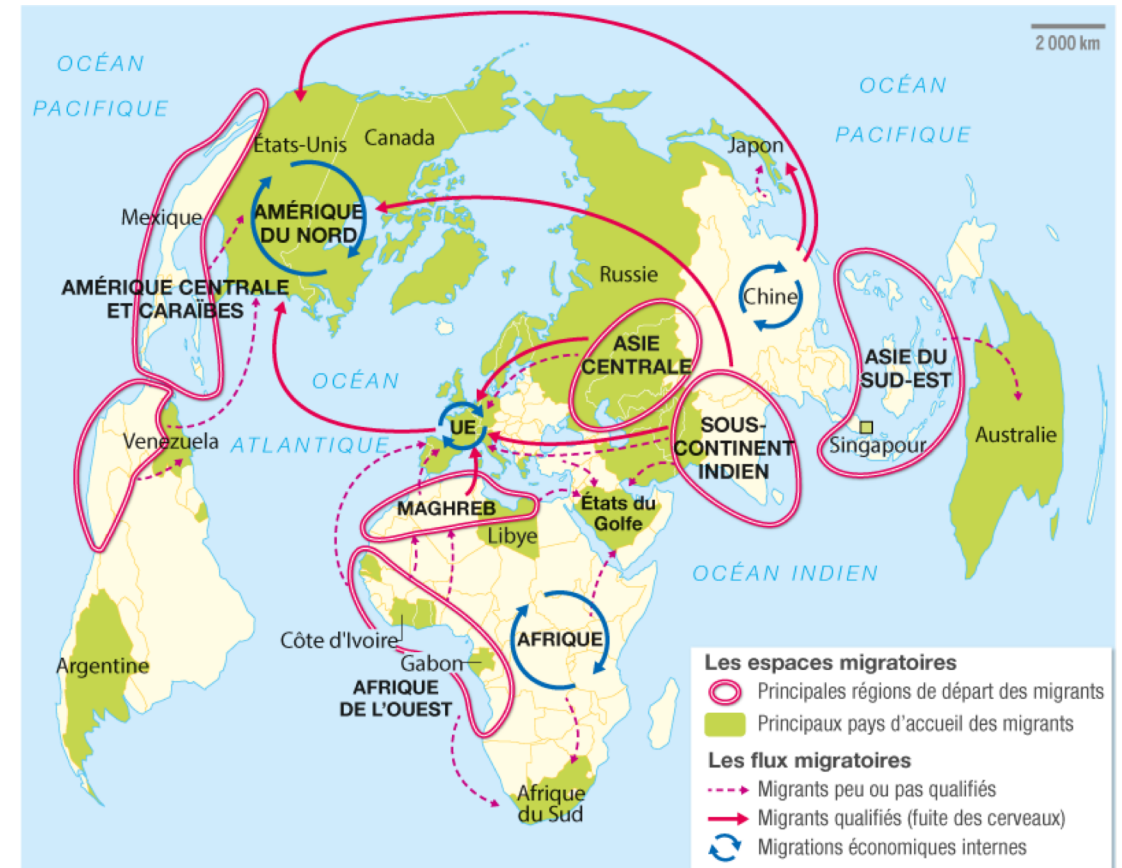 2 000 km
OCÉAN
PACIFIQUE
OCÉAN
PACIFIQUE
États-Unis
Canada
Japon
Mexique
AMÉRIQUE
DU NORD
Russie
AMÉRIQUE CENTRALE
ET CARAÏBES
Chine
ASIE
CENTRALE
ASIE DU
SUD-EST
OCÉAN
ATLANTIQUE
UE
SOUS-
CONTINENT
INDIEN
Venezuela
Singapour
Australie
MAGHREB
Libye
États du
Golfe
OCÉAN INDIEN
Côte d'Ivoire
Gabon
AFRIQUE
AFRIQUE
DE L'OUEST
Argentine
Afrique
du Sud
Les espaces migratoires
Principales régions de départ des migrants
Principaux pays d'accueil des migrants
Les flux migratoires
Migrants peu ou pas qualifiés
Migrants qualifiés (fuite des cerveaux)
Migrations économiques internes